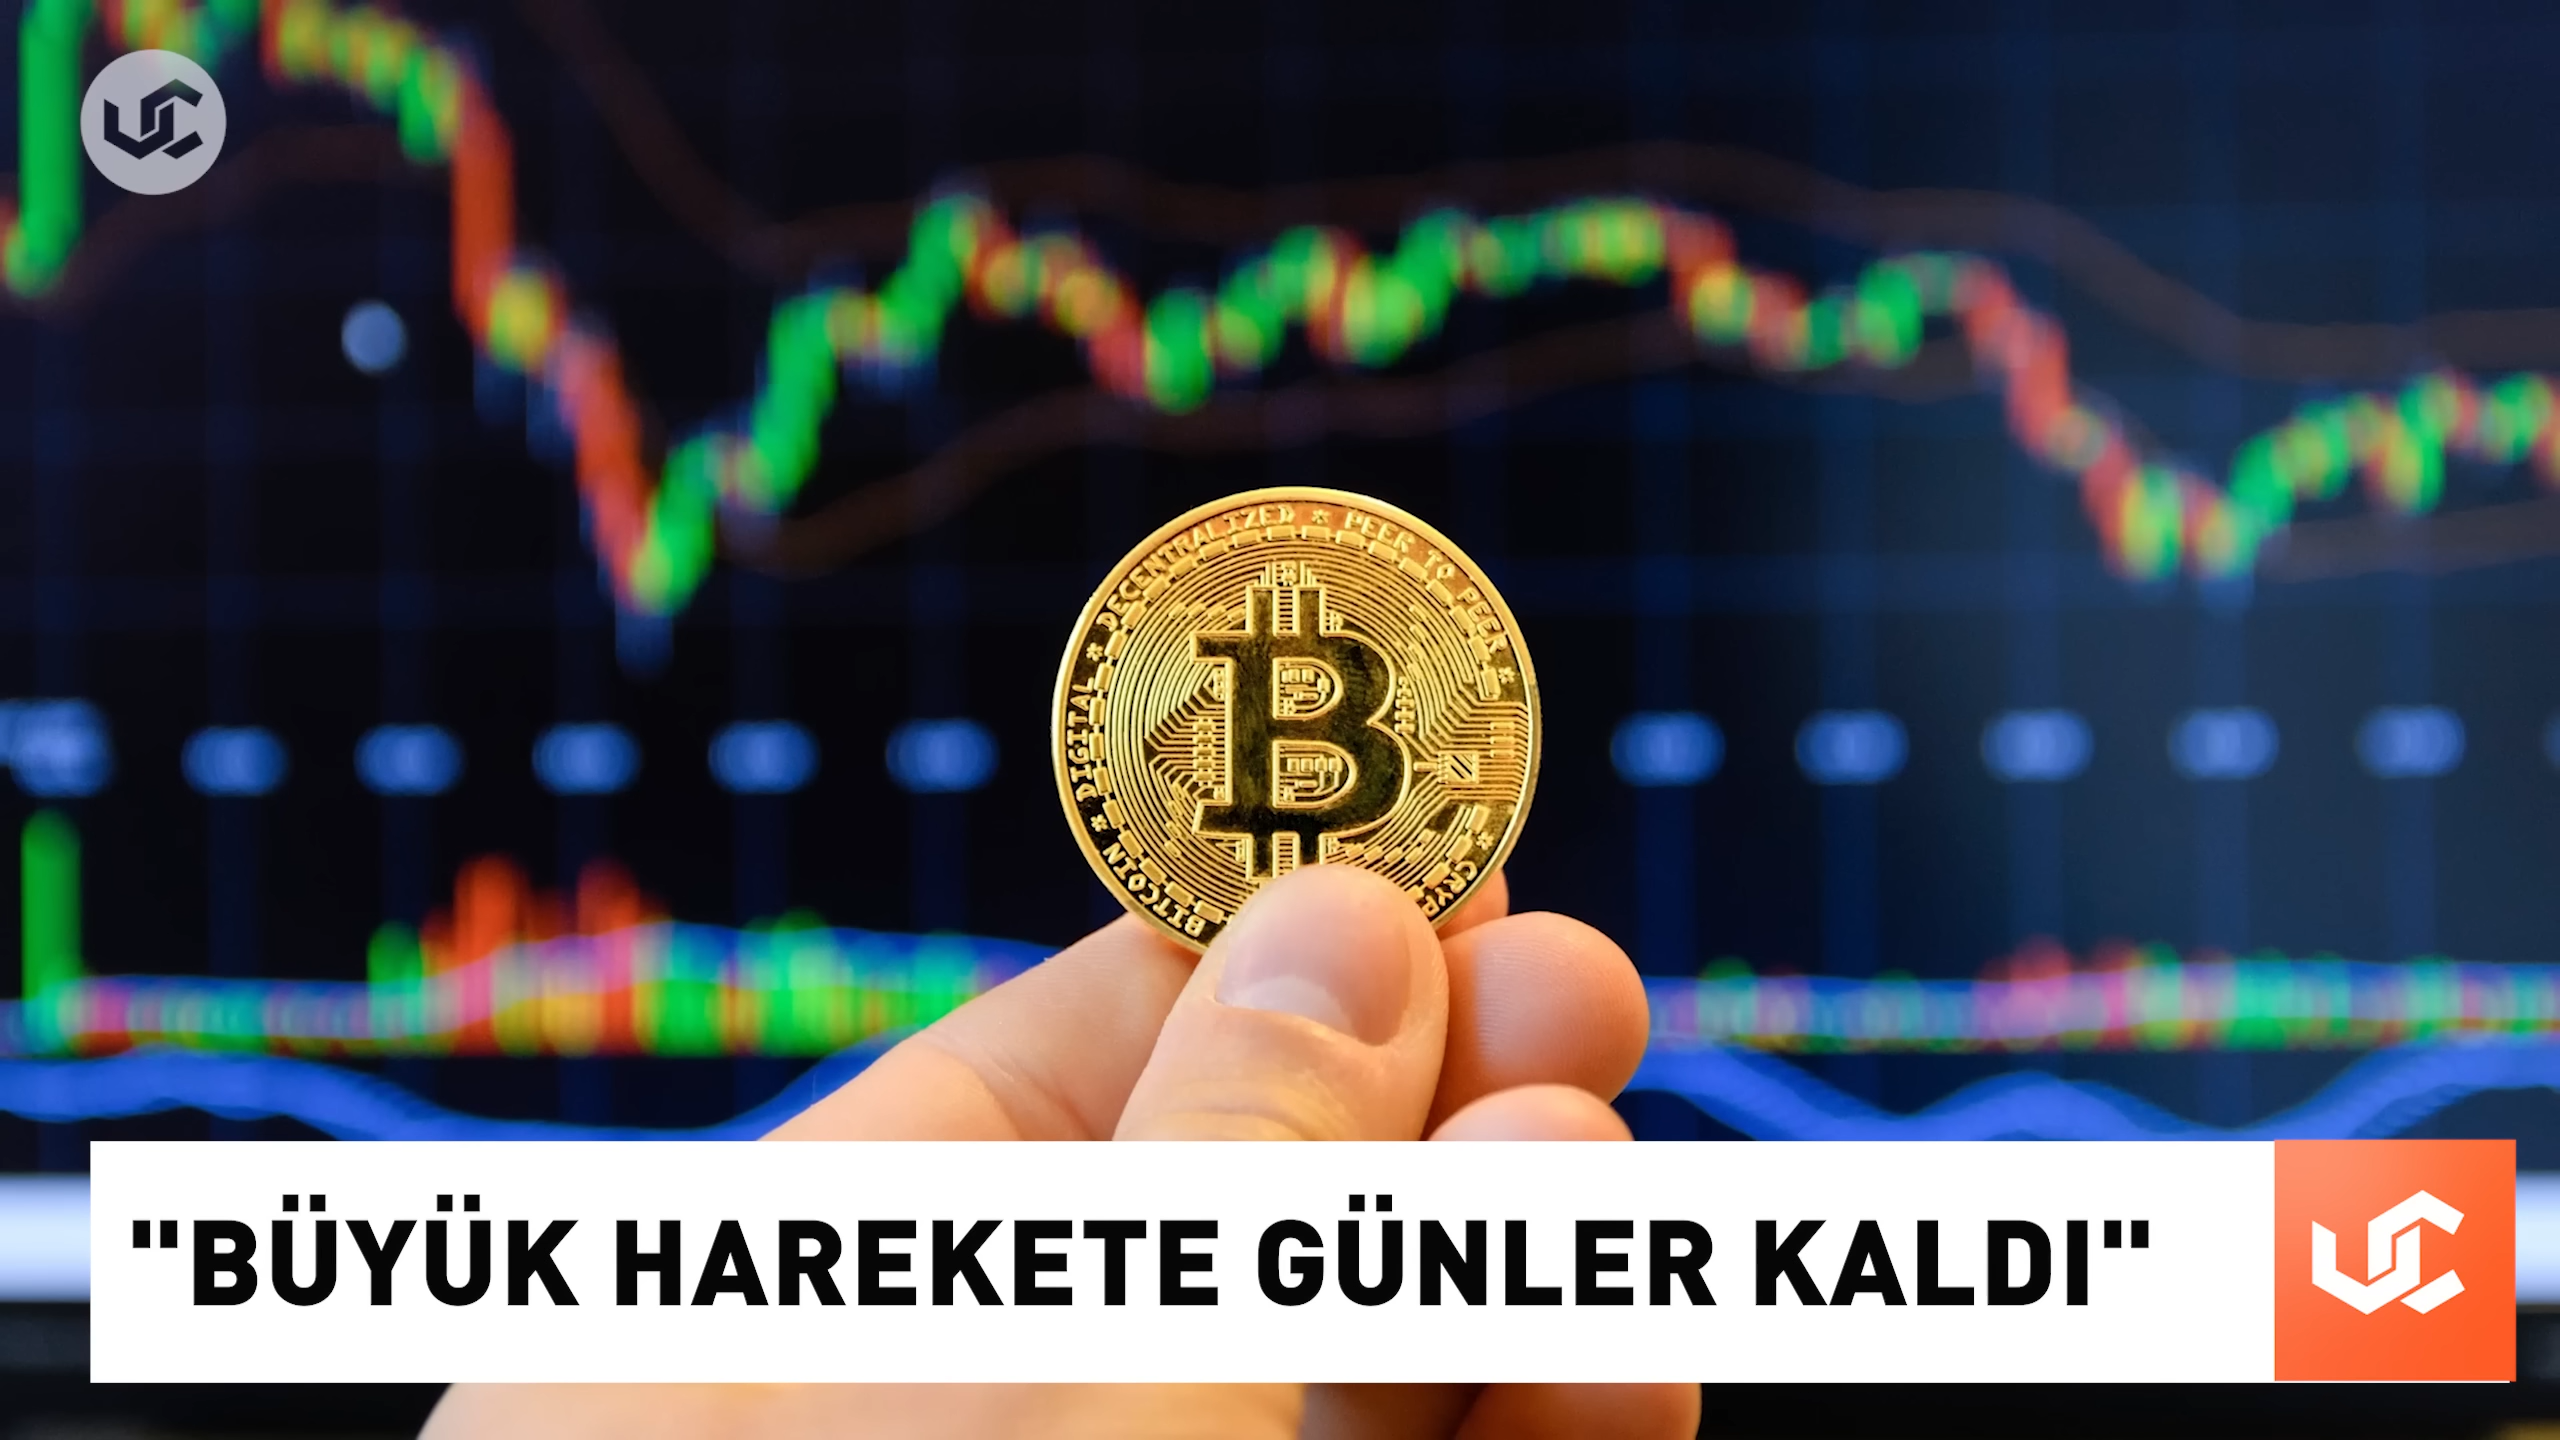 DECENTRALIZED * PEER TO PEER *
BITCOIN * DIGITAL *
"BÜYÜK HAREKETE GÜNLER KALDI"